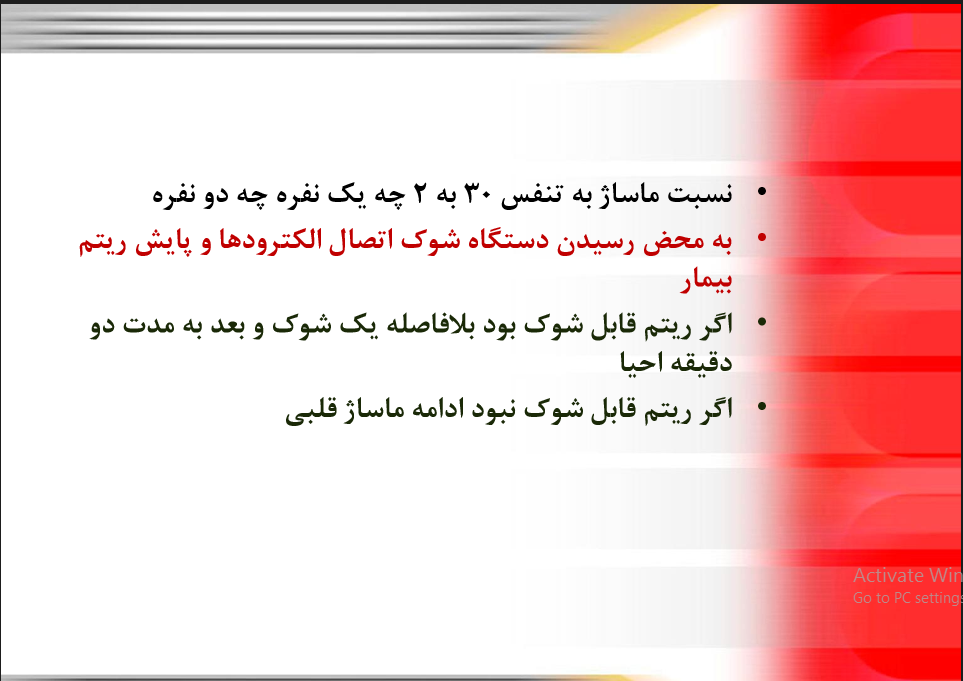 • نسبت ماساژ به تنفس ۳۰ به ۲ چه یک نفره چه دو نفره
• به محض رسیدن دستگاه شوک اتصال الکترودها و پایش ریتم
بیمار
• اگر ریتم قابل شوک بود بلافاصله یک شوک و بعد به مدت دو
دقیقه احیا
• اگر ریتم قابل شوک نبود ادامه ماساژ قلبی
Activate Win
Go to PC settings